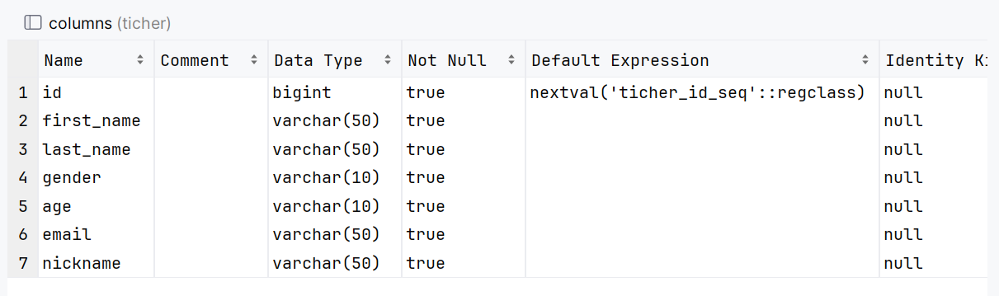 columns (ticher)
Name Comment Data Type Not Null Default Expression Identity Ki
1 id bigint true nextval('ticher_id_seq'::regclass) null
2 first_name varchar(50) true null
3 last_name varchar(50) true null
4 gender varchar(10) true null
5 age varchar(10) true null
6 email varchar(50) true null
7 nickname varchar(50) true null